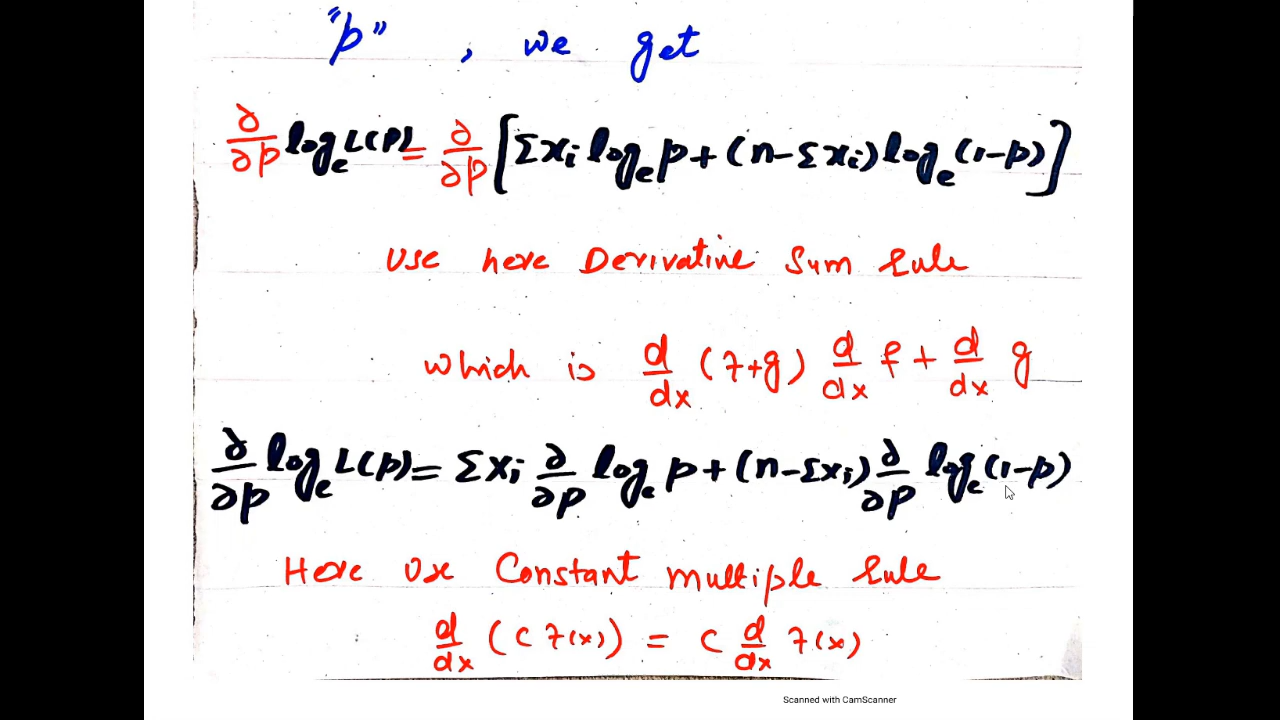 "p" , we get
∂/∂p logₑ L(p) = ∂/∂p [Σxᵢ logₑ p + (n-Σxᵢ) logₑ (1-p)]
Use here Derivative Sum Rule
which is d/dx (f+g) d/dx f + d/dx g
∂/∂p logₑ L(p) = Σxᵢ ∂/∂p logₑ p + (n-Σxᵢ) ∂/∂p logₑ (1-p)
Here Use Constant multiple Rule
d/dx (c f(x)) = c d/dx f(x)
Scanned with CamScanner